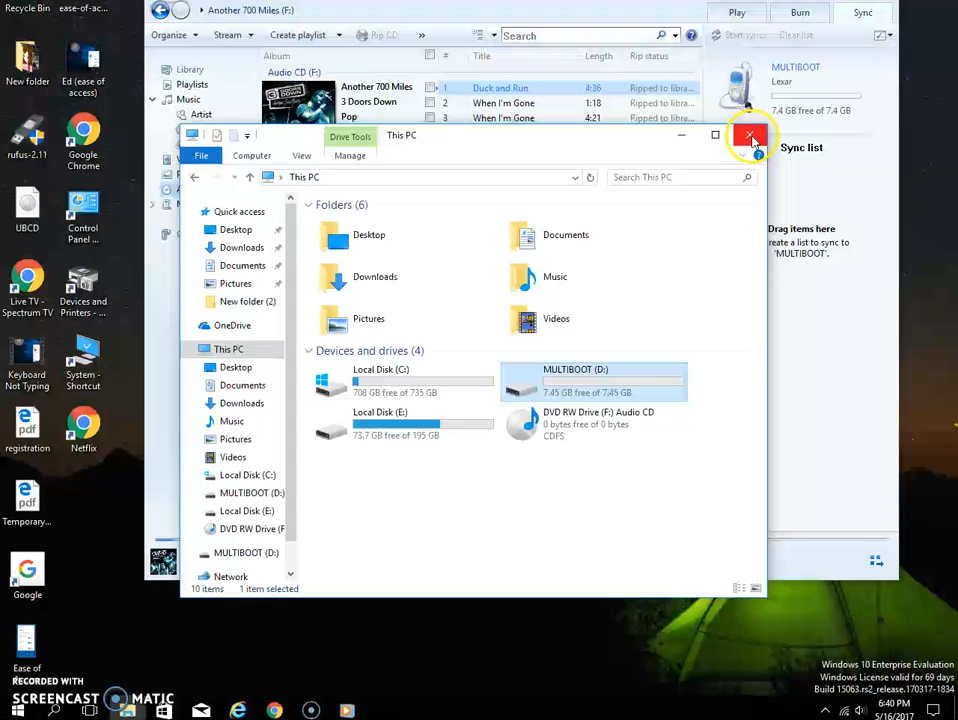 Recycle Bin
ease-of-ac...
New folder
Ed (ease of
access)
rufus-2.11
Google
Chrome
UBCD
Control
Panel ...
Live TV -
Spectrum TV
Devices and
Printers - ...
Keyboard
Not Typing
System -
Shortcut
registration
Netflix
Temporary...
Google
Ease of
RECORDED WITH
SCREENCAST MATIC
Another 700 Miles (F:)
Play
Burn
Sync
Organize
Stream
Create playlist
Rip CD
»
Search
Start sync
Clear list
Library
Playlists
Music
Artist
Album
#
Title
Length
Rip status
Audio CD (F:)
Another 700 Miles
3 Doors Down
Pop
1 Duck and Run 4:36 Ripped to libra...
2 When I'm Gone 1:18 Ripped to libra...
3 When I'm Gone 4:21 Ripped to libra...
MULTIBOOT
Lexar
7.4 GB free of 7.4 GB
Sync list
Drag items here
create a list to sync to
'MULTIBOOT'.
Drive Tools
This PC
File
Computer
View
Manage
This PC
Search This PC
Quick access
Desktop
Downloads
Documents
Pictures
New folder (2)
OneDrive
This PC
Desktop
Documents
Downloads
Music
Pictures
Videos
Local Disk (C:)
MULTIBOOT (D:)
Local Disk (E:)
DVD RW Drive (F
MULTIBOOT (D:)
Network
Folders (6)
Desktop
Documents
Downloads
Music
Pictures
Videos
Devices and drives (4)
Local Disk (C:)
708 GB free of 735 GB
MULTIBOOT (D:)
7.45 GB free of 7.45 GB
Local Disk (E:)
73.7 GB free of 195 GB
DVD RW Drive (F:) Audio CD
0 bytes free of 0 bytes
CDFS
10 items
1 item selected
Windows 10 Enterprise Evaluation
Windows License valid for 69 days
Build 15063.rs2_release.170317-1834
6:40 PM
5/16/2017